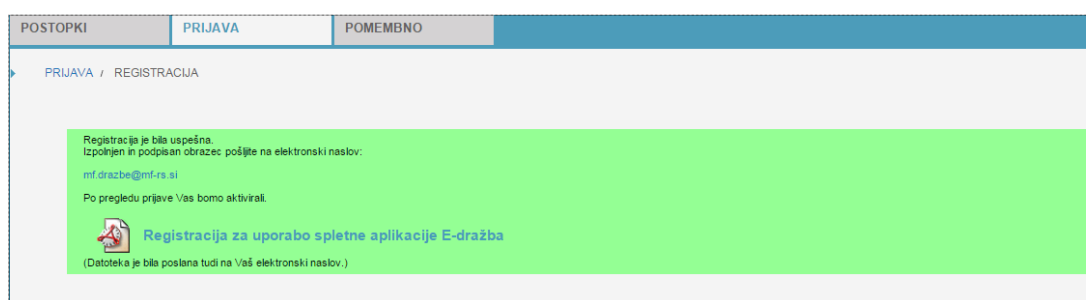 POSTOPKI PRIJAVA POMEMBNO
PRIJAVA / REGISTRACIJA
Registracija je bila uspešna.
Izpolnjen in podpisan obrazec pošljite na elektronski naslov:
mf.drazbe@mf-rs.si
Po pregledu prijave Vas bomo aktivirali.
Registracija za uporabo spletne aplikacije E-dražba
(Datoteka je bila poslana tudi na Vaš elektronski naslov.)